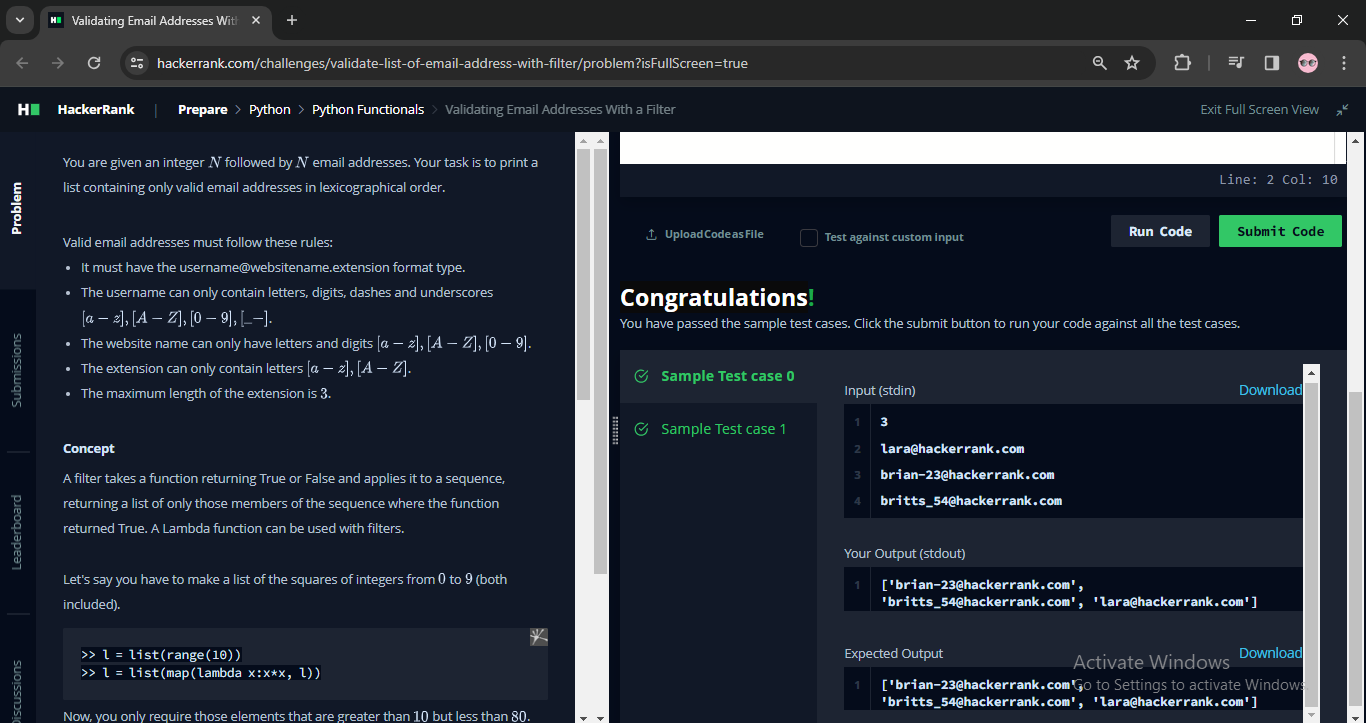 Validating Email Addresses Wit
hackerrank.com/challenges/validate-list-of-email-address-with-filter/problem?isFullScreen=true
HackerRank | Prepare > Python > Python Functionals > Validating Email Addresses With a Filter
Exit Full Screen View
Problem
Submissions
Leaderboard
iscussions
You are given an integer N followed by N email addresses. Your task is to print a
list containing only valid email addresses in lexicographical order.
Valid email addresses must follow these rules:
• It must have the username@websitename.extension format type.
• The username can only contain letters, digits, dashes and underscores
[a − z], [A − Z], [0 − 9], [_−].
• The website name can only have letters and digits [a − z], [A − Z], [0 − 9].
• The extension can only contain letters [a − z], [A − Z].
• The maximum length of the extension is 3.
Concept
A filter takes a function returning True or False and applies it to a sequence,
returning a list of only those members of the sequence where the function
returned True. A Lambda function can be used with filters.
Let's say you have to make a list of the squares of integers from 0 to 9 (both
included).
>> l = list(range(10))
>> l = list(map(lambda x:x*x, l))
Now, you only require those elements that are greater than 10 but less than 80.
Line: 2 Col: 10
Upload Code as File
Test against custom input
Run Code
Submit Code
Congratulations!
You have passed the sample test cases. Click the submit button to run your code against all the test cases.
Sample Test case 0
Sample Test case 1
Input (stdin)
Download
1 3
2 lara@hackerrank.com
3 brian-23@hackerrank.com
4 britts_54@hackerrank.com
Your Output (stdout)
1 ['brian-23@hackerrank.com',
'britts_54@hackerrank.com', 'lara@hackerrank.com']
Expected Output
Download
1 ['brian-23@hackerrank.com',
'britts_54@hackerrank.com', 'lara@hackerrank.com']
Activate Windows
Go to Settings to activate Windows